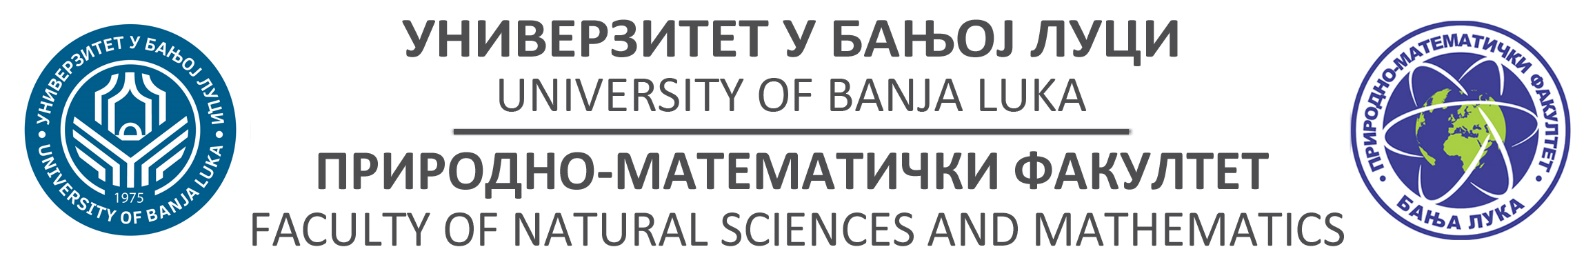 УНИВЕРЗИТЕТ У БАЊОЈ ЛУЦИ
UNIVERSITY OF BANJA LUKA
1975
УНИВЕРЗИТЕТ У БАЊОЈ ЛУЦИ
UNIVERSITY OF BANJA LUKA
ПРИРОДНО-МАТЕМАТИЧКИ ФАКУЛТЕТ
FACULTY OF NATURAL SCIENCES AND MATHEMATICS
ПРИРОДНО-МАТЕМАТИЧКИ ФАКУЛТЕТ
БАЊА ЛУКА